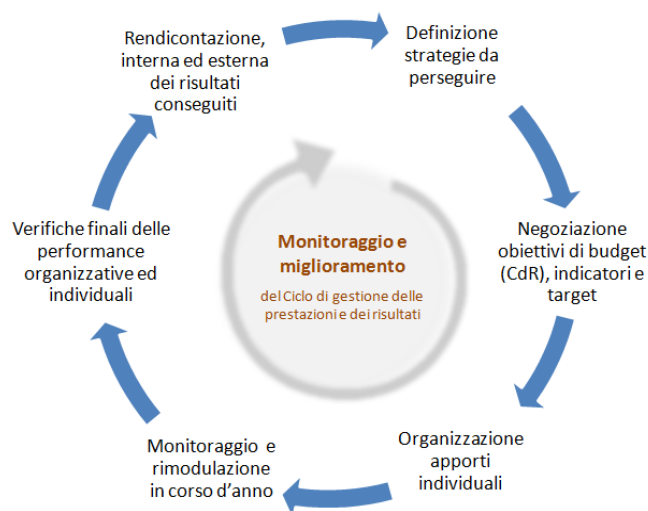 Rendicontazione,
interna ed esterna
dei risultati
conseguiti
Definizione
strategie da
perseguire
Negoziazione
obiettivi di budget
(CdR), indicatori e
target
Organizzazione
apporti
individuali
Monitoraggio e
rimodulazione
in corso d'anno
Verifiche finali delle
performance
organizzative ed
individuali
Monitoraggio e
miglioramento
del Ciclo di gestione delle
prestazioni e dei risultati